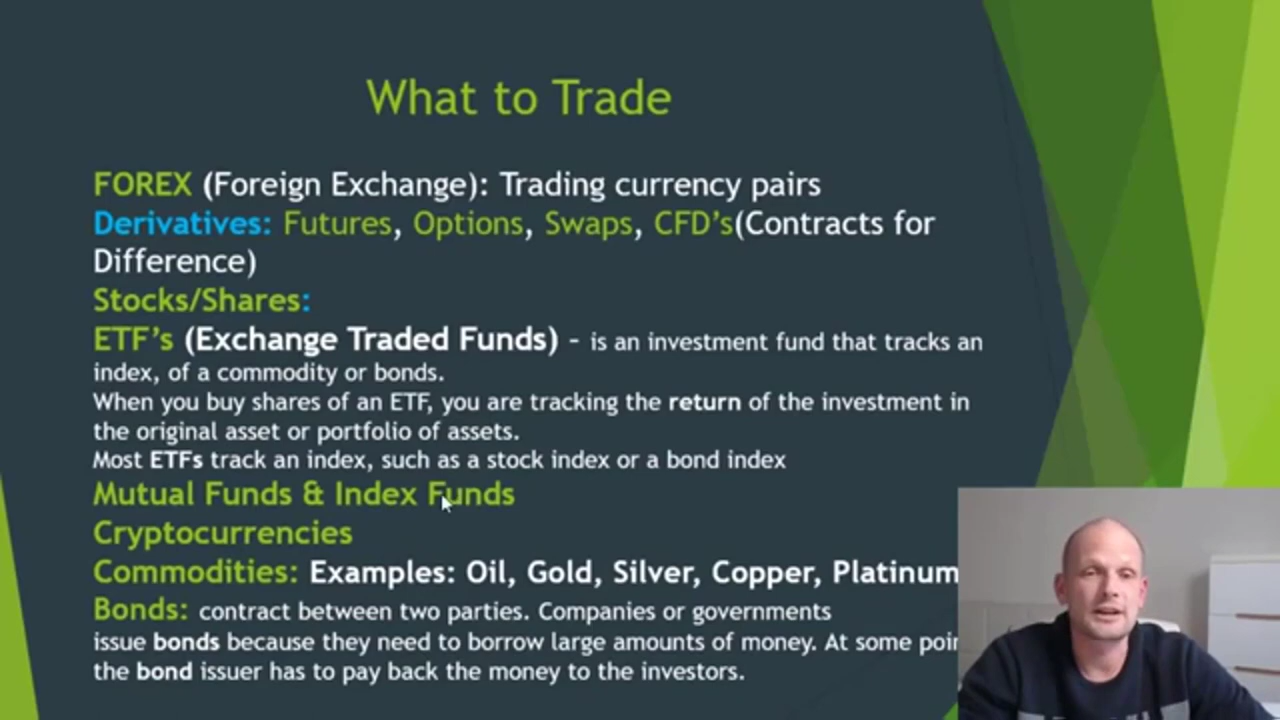 What to Trade
FOREX (Foreign Exchange): Trading currency pairs
Derivatives: Futures, Options, Swaps, CFD's(Contracts for
Difference)
Stocks/Shares:
ETF's (Exchange Traded Funds) - is an investment fund that tracks an
index, of a commodity or bonds.
When you buy shares of an ETF, you are tracking the return of the investment in
the original asset or portfolio of assets.
Most ETFs track an index, such as a stock index or a bond index
Mutual Funds & Index Funds
Cryptocurrencies
Commodities: Examples: Oil, Gold, Silver, Copper, Platinum
Bonds: contract between two parties. Companies or governments
issue bonds because they need to borrow large amounts of money. At some
the bond issuer has to pay back the money to the investors.